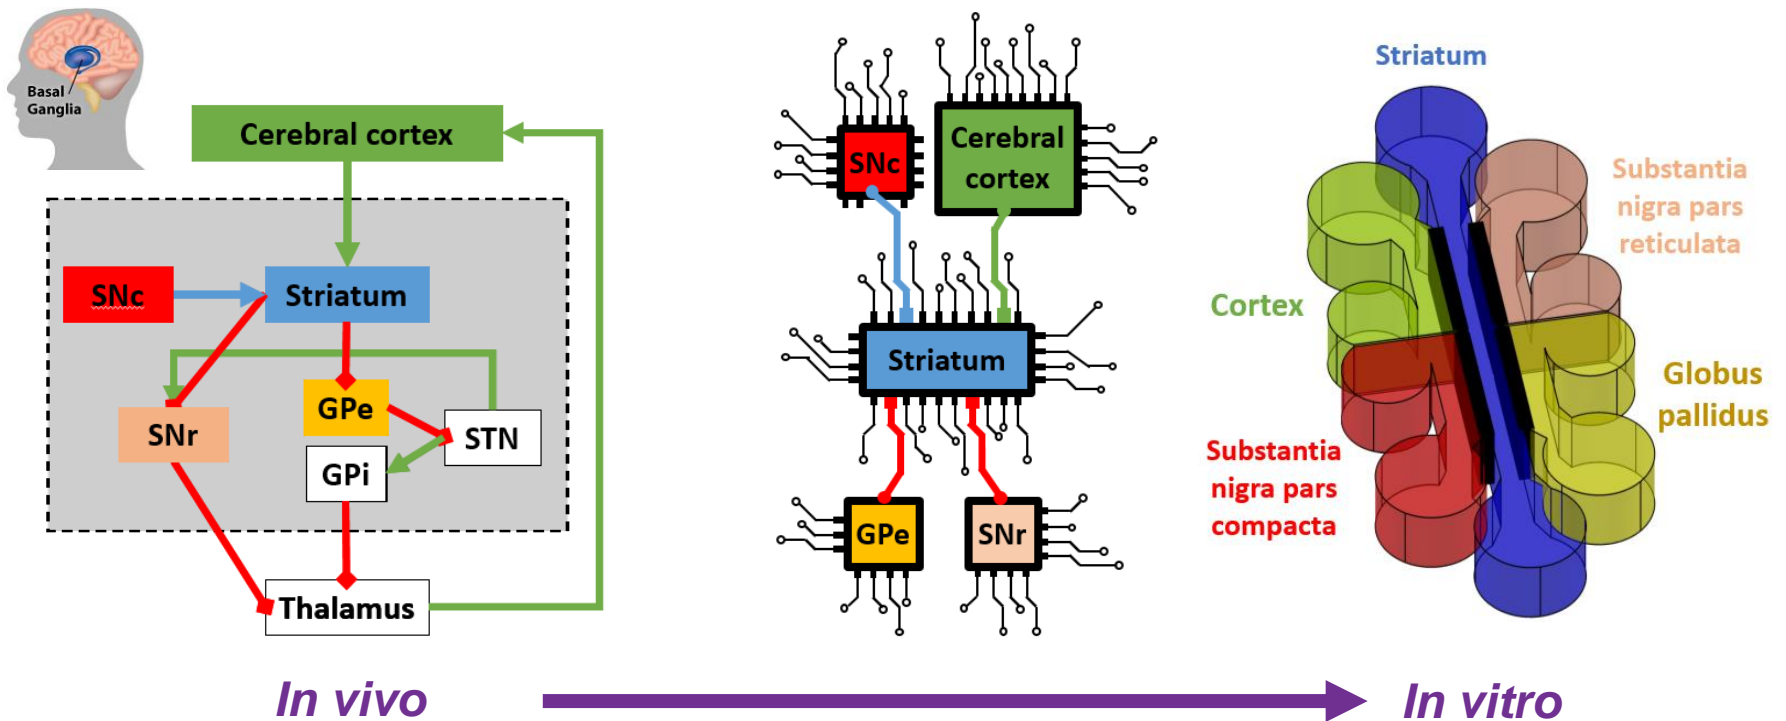 Basal
Ganglia
Cerebral cortex
SNc
Striatum
GPe
SNr
STN
GPi
Thalamus
In vivo
SNc
Cerebral
cortex
Striatum
GPe
SNr
Striatum
Substantia
nigra pars
reticulata
Cortex
Globus
pallidus
Substantia
nigra pars
compacta
In vitro